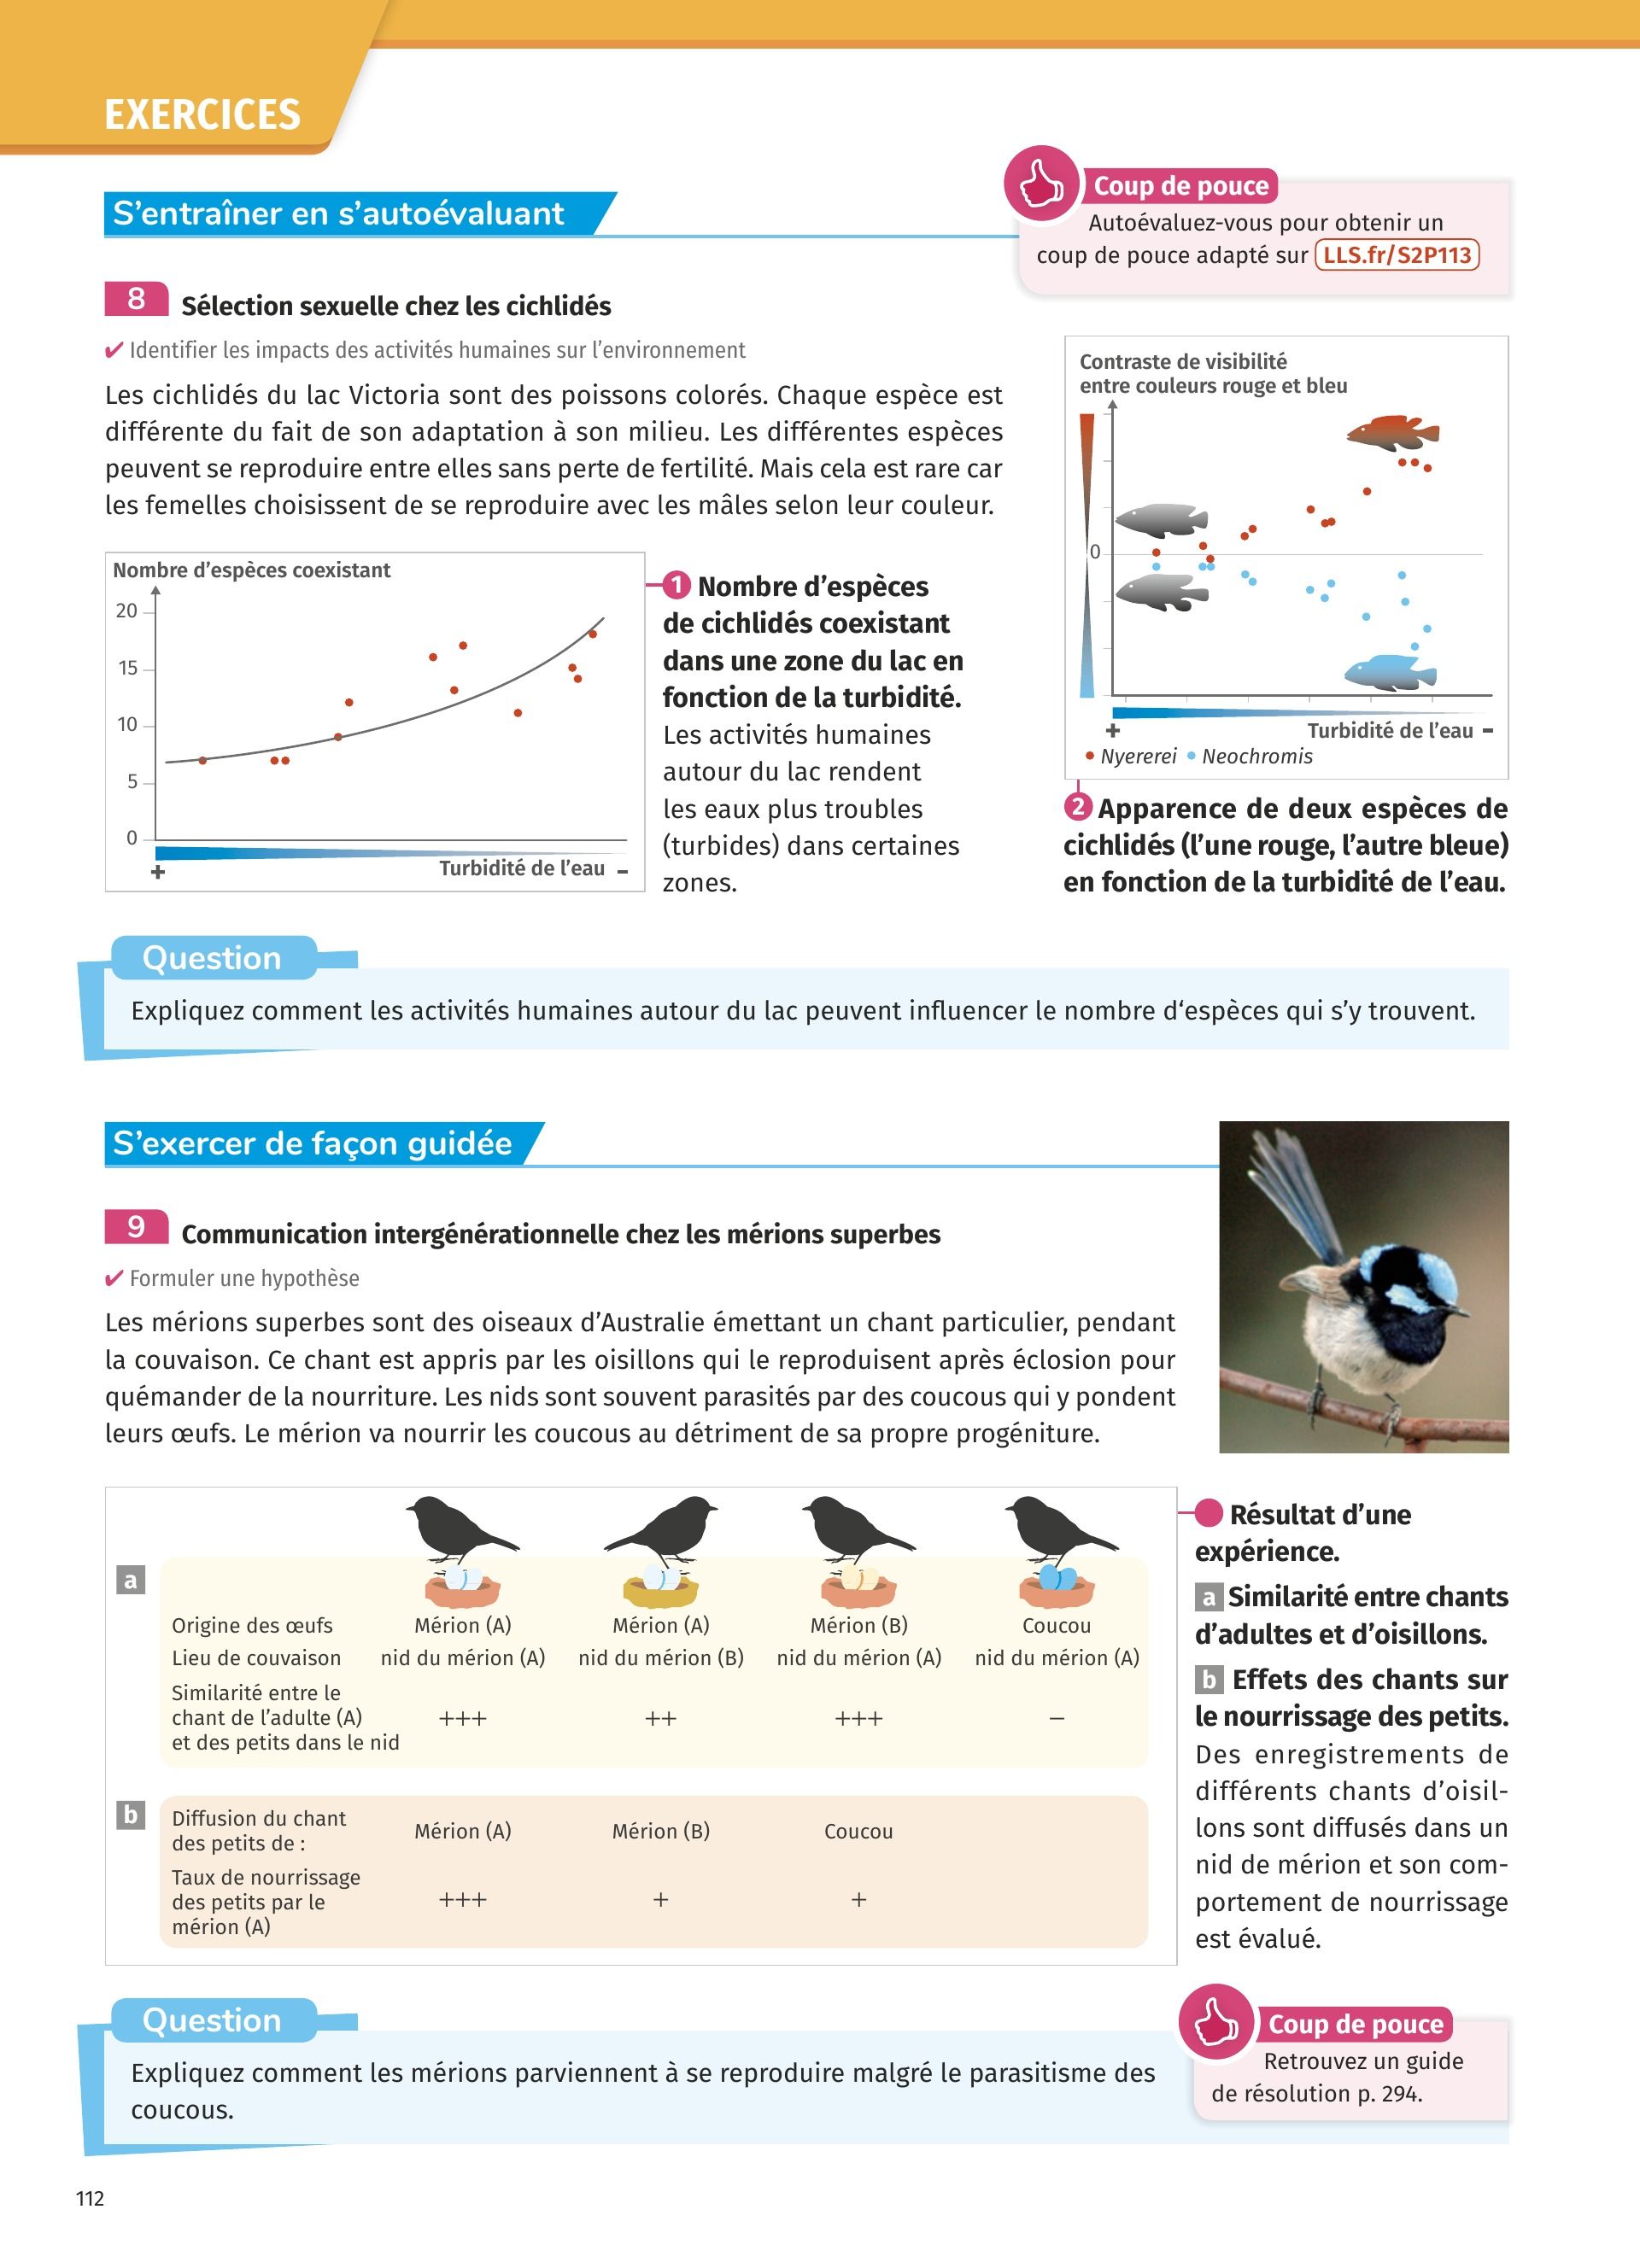 EXERCICES
S’entraîner en s’autoévaluant
Coup de pouce
Autoévaluez-vous pour obtenir un
coup de pouce adapté sur LLS.fr/S2P113
8 Sélection sexuelle chez les cichlidés
✔ Identifier les impacts des activités humaines sur l’environnement
Les cichlidés du lac Victoria sont des poissons colorés. Chaque espèce est
différente du fait de son adaptation à son milieu. Les différentes espèces
peuvent se reproduire entre elles sans perte de fertilité. Mais cela est rare car
les femelles choisissent de se reproduire avec les mâles selon leur couleur.
Nombre d’espèces coexistant
20
15
10
5
0
+ Turbidité de l’eau −
1 Nombre d’espèces
de cichlidés coexistant
dans une zone du lac en
fonction de la turbidité.
Les activités humaines
autour du lac rendent
les eaux plus troubles
(turbides) dans certaines
zones.
Contraste de visibilité
entre couleurs rouge et bleu
0
+ Turbidité de l’eau −
• Nyererei • Neochromis
2 Apparence de deux espèces de
cichlidés (l’une rouge, l’autre bleue)
en fonction de la turbidité de l’eau.
Question
Expliquez comment les activités humaines autour du lac peuvent influencer le nombre d‘espèces qui s’y trouvent.
S’exercer de façon guidée
9 Communication intergénérationnelle chez les mérions superbes
✔ Formuler une hypothèse
Les mérions superbes sont des oiseaux d’Australie émettant un chant particulier, pendant
la couvaison. Ce chant est appris par les oisillons qui le reproduisent après éclosion pour
quémander de la nourriture. Les nids sont souvent parasités par des coucous qui y pondent
leurs œufs. Le mérion va nourrir les coucous au détriment de sa propre progéniture.
a
Origine des œufs Mérion (A) Mérion (A) Mérion (B) Coucou
Lieu de couvaison nid du mérion (A) nid du mérion (B) nid du mérion (A) nid du mérion (A)
Similarité entre le
chant de l’adulte (A) +++ ++ +++ −
et des petits dans le nid
b
Diffusion du chant
des petits de : Mérion (A) Mérion (B) Coucou
Taux de nourrissage
des petits par le +++ + +
mérion (A)
Résultat d’une
expérience.
a Similarité entre chants
d’adultes et d’oisillons.
b Effets des chants sur
le nourrissage des petits.
Des enregistrements de
différents chants d’oisil-
lons sont diffusés dans un
nid de mérion et son com-
portement de nourrissage
est évalué.
Question
Expliquez comment les mérions parviennent à se reproduire malgré le parasitisme des
coucous.
Coup de pouce
Retrouvez un guide
de résolution p. 294.
112